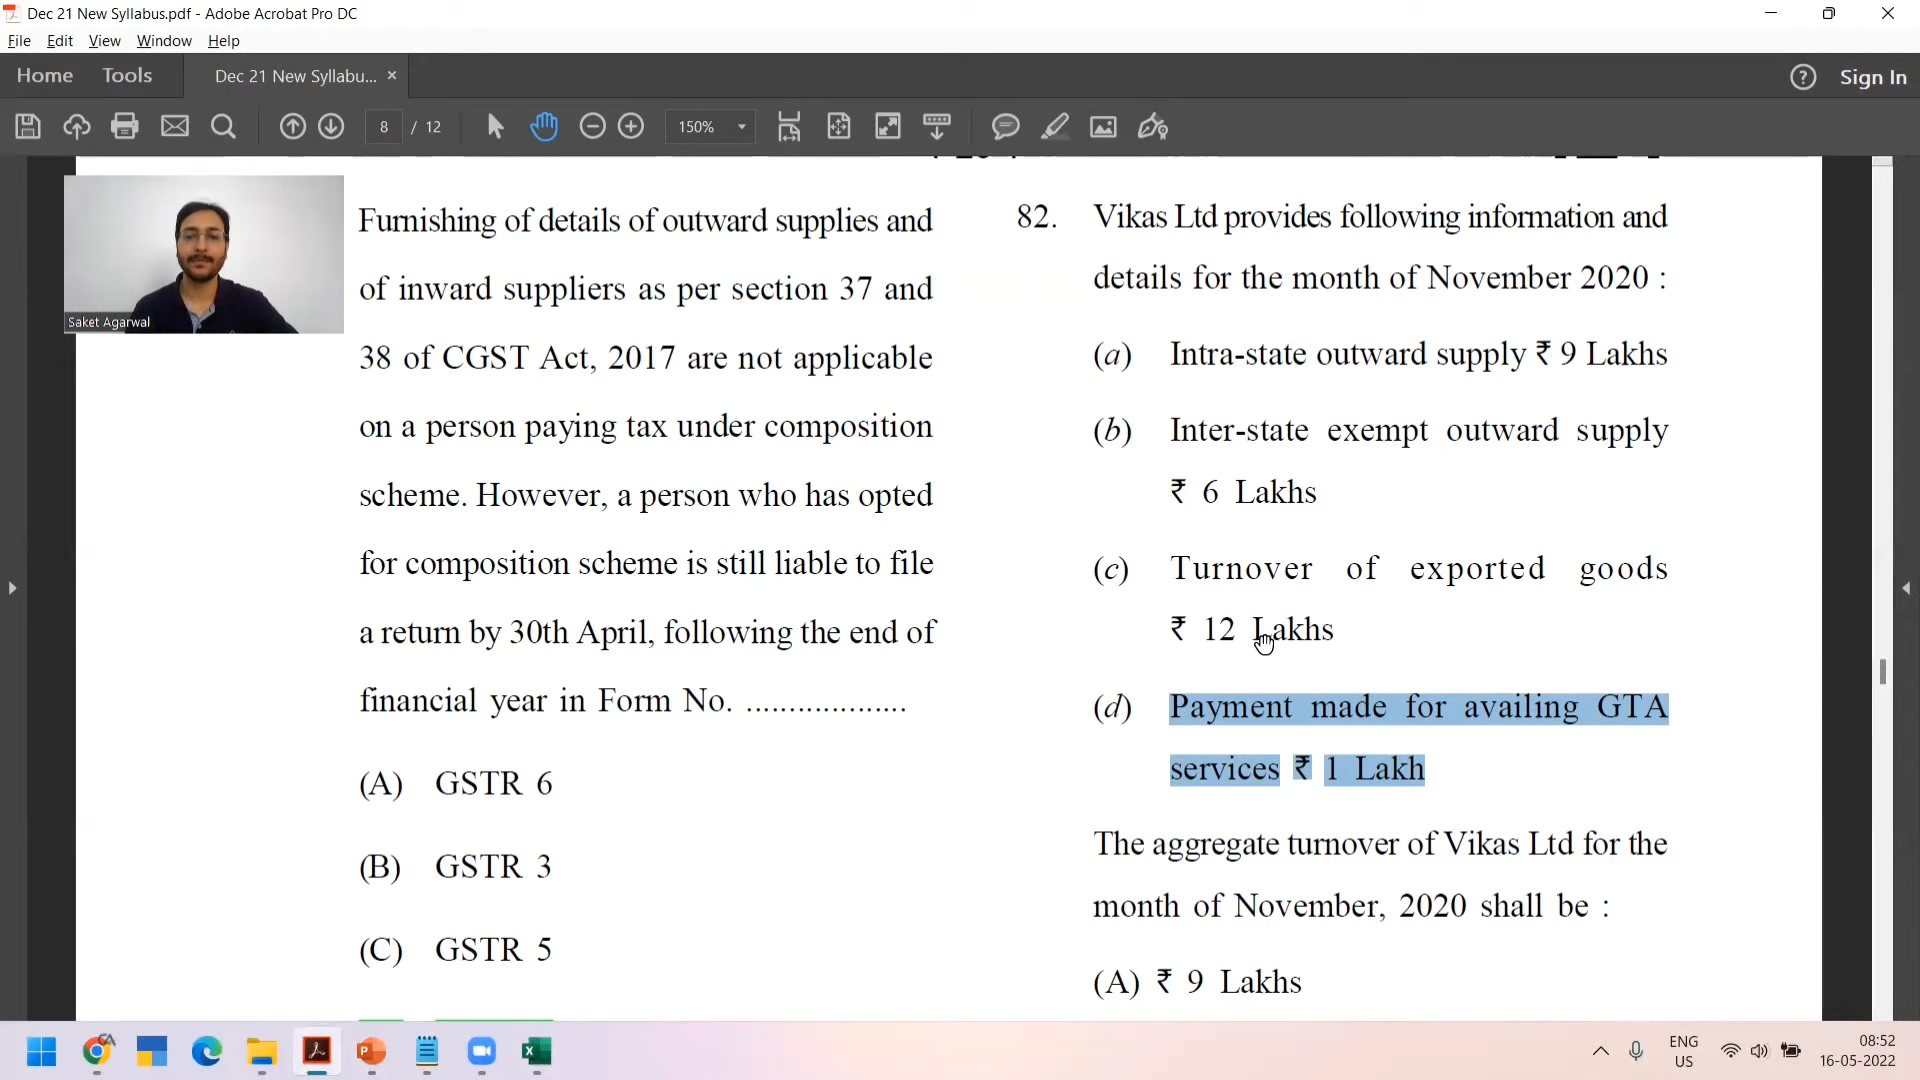 Dec 21 New Syllabus.pdf - Adobe Acrobat Pro DC
File Edit View Window Help
Home Tools Dec 21 New Syllabu... × ? Sign In
8 / 12 150%
Saket Agarwal
Furnishing of details of outward supplies and
of inward suppliers as per section 37 and
38 of CGST Act, 2017 are not applicable
on a person paying tax under composition
scheme. However, a person who has opted
for composition scheme is still liable to file
a return by 30th April, following the end of
financial year in Form No. ...................
(A) GSTR 6
(B) GSTR 3
(C) GSTR 5
82. Vikas Ltd provides following information and
details for the month of November 2020 :
(a) Intra-state outward supply ₹ 9 Lakhs
(b) Inter-state exempt outward supply
₹ 6 Lakhs
(c) Turnover of exported goods
₹ 12 Lakhs
(d) Payment made for availing GTA
services ₹ 1 Lakh
The aggregate turnover of Vikas Ltd for the
month of November, 2020 shall be :
(A) ₹ 9 Lakhs
ENG
US
08:52
16-05-2022